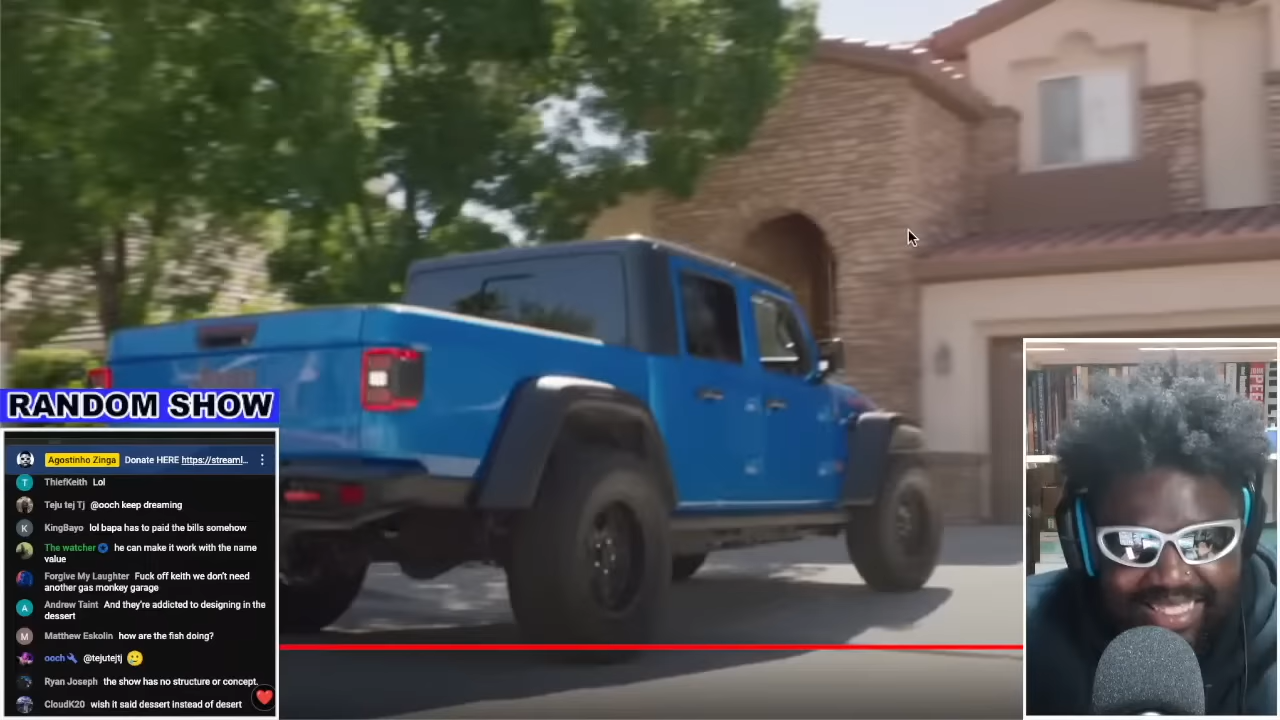 RANDOM SHOW
Agostinho Zinga Donate HERE https://streaml...
T ThiefKeith Lol
Teju tej Tj @ooch keep dreaming
K KingBayo lol bapa has to paid the bills somehow
The watcher he can make it work with the name
value
Forgive My Laughter Fuck off keith we don't need
another gas monkey garage
A Andrew Taint And they're addicted to designing in the
dessert
M Matthew Eskolin how are the fish doing?
ooch @tejutejtj 🥲
Ryan Joseph the show has no structure or concept.
CloudK20 wish it said dessert instead of desert